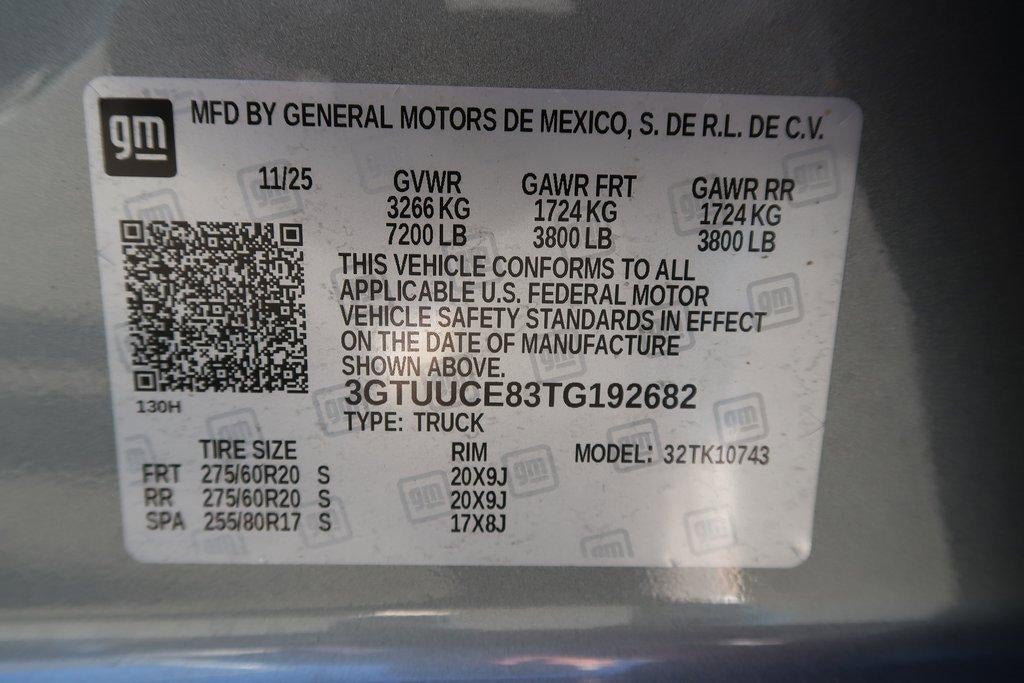 gm MFD BY GENERAL MOTORS DE MEXICO, S. DE R.L. DE C.V.
11/25 GVWR GAWR FRT GAWR RR
3266 KG 1724 KG 1724 KG
7200 LB 3800 LB 3800 LB
THIS VEHICLE CONFORMS TO ALL
APPLICABLE U.S. FEDERAL MOTOR
VEHICLE SAFETY STANDARDS IN EFFECT
ON THE DATE OF MANUFACTURE
SHOWN ABOVE.
3GTUUCE83TG192682
130H
TYPE: TRUCK
TIRE SIZE RIM MODEL: 32TK10743
FRT 275/60R20 S 20X9J
RR 275/60R20 S 20X9J
SPA 255/80R17 S 17X8J